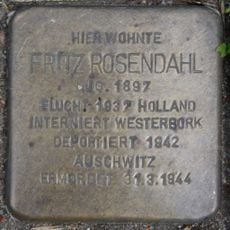 HIER WOHNTE
FRITZ ROSENDAHL
JG. 1897
FLUCHT 1937 HOLLAND
INTERNIERT WESTERBORK
DEPORTIERT 1942
AUSCHWITZ
ERMORDET 31.3.1944